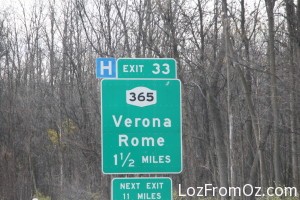 H EXIT 33
365
Verona
Rome
1½ MILES
NEXT EXIT
11 MILES
LozFromOz.com